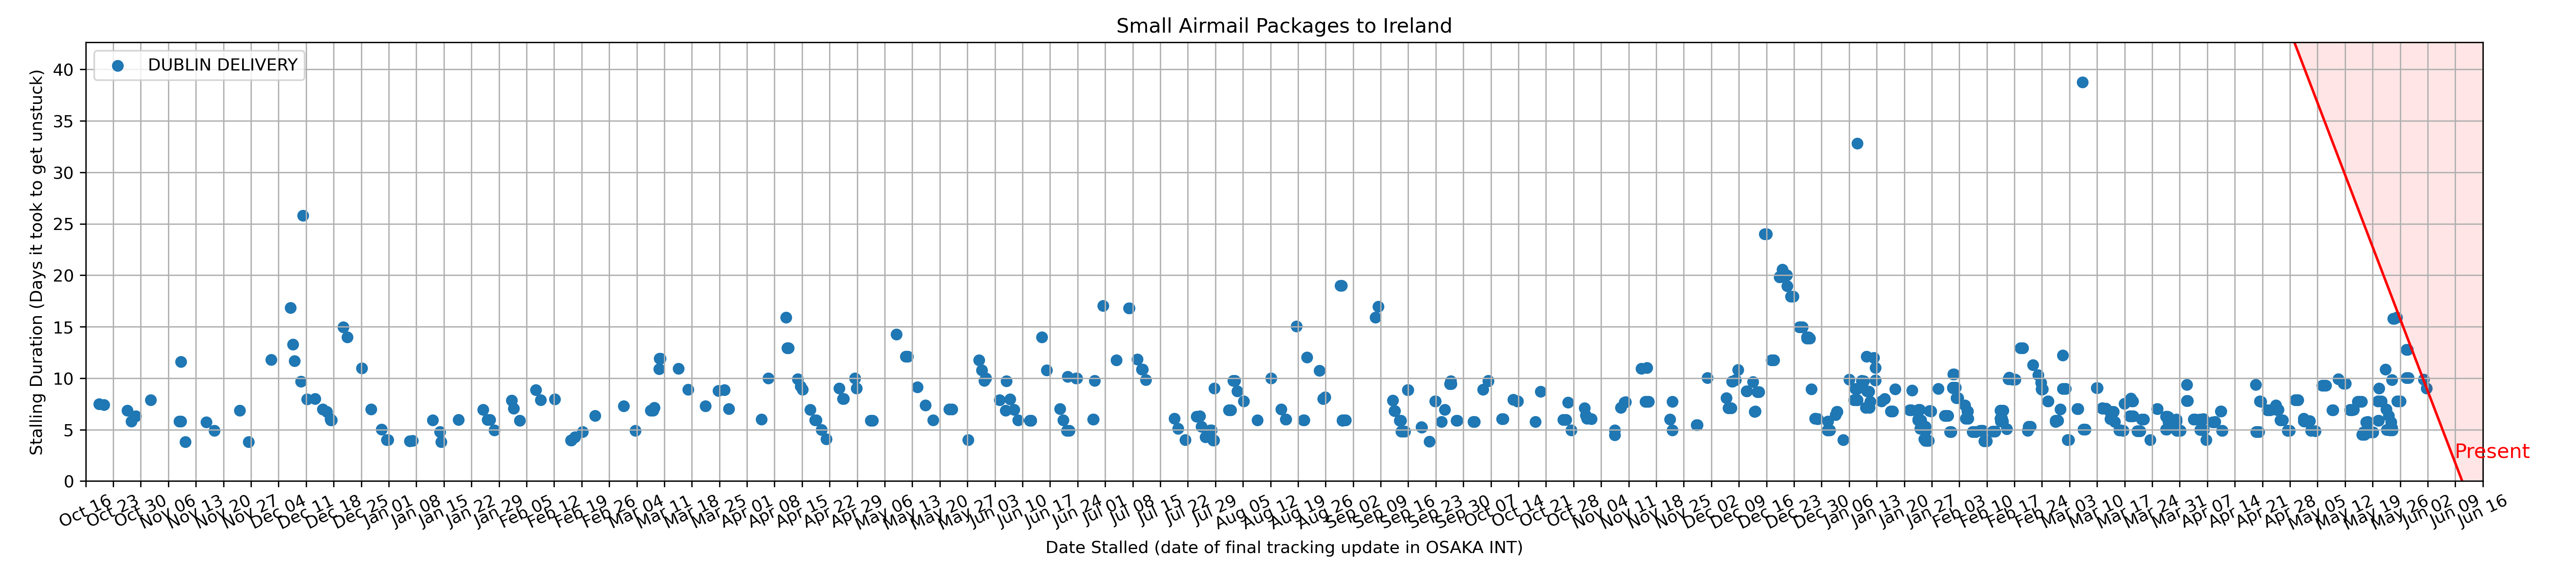 Small Airmail Packages to Ireland
DUBLIN DELIVERY
Stalling Duration (Days it took to get unstuck)
40
35
30
25
20
15
10
5
0
Present
Oct 16
Oct 23
Oct 30
Nov 06
Nov 13
Nov 20
Nov 27
Dec 04
Dec 11
Dec 18
Dec 25
Jan 01
Jan 08
Jan 15
Jan 22
Jan 29
Feb 05
Feb 12
Feb 19
Feb 26
Mar 04
Mar 11
Mar 18
Mar 25
Apr 01
Apr 08
Apr 15
Apr 22
Apr 29
May 06
May 13
May 20
May 27
Jun 03
Jun 10
Jun 17
Jun 24
Jul 01
Jul 08
Jul 15
Jul 22
Jul 29
Aug 05
Aug 12
Aug 19
Aug 26
Sep 02
Sep 09
Sep 16
Sep 23
Sep 30
Oct 07
Oct 14
Oct 21
Oct 28
Nov 04
Nov 11
Nov 18
Nov 25
Dec 02
Dec 09
Dec 16
Dec 23
Dec 30
Jan 06
Jan 13
Jan 20
Jan 27
Feb 03
Feb 10
Feb 17
Feb 24
Mar 03
Mar 10
Mar 17
Mar 24
Mar 31
Apr 07
Apr 14
Apr 21
Apr 28
May 05
May 12
May 19
May 26
Jun 02
Jun 09
Jun 16
Date Stalled (date of final tracking update in OSAKA INT)